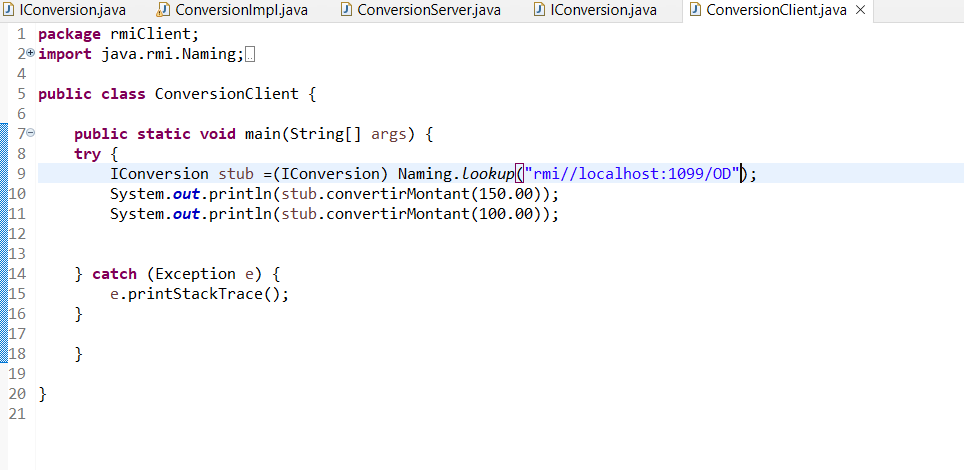 IConversion.java ConversionImpl.java ConversionServer.java IConversion.java ConversionClient.java
1 package rmiClient;
2 import java.rmi.Naming;
4
5 public class ConversionClient {
6
7 public static void main(String[] args) {
8 try {
9 IConversion stub =(IConversion) Naming.lookup("rmi//localhost:1099/OD");
10 System.out.println(stub.convertirMontant(150.00));
11 System.out.println(stub.convertirMontant(100.00));
12
13
14 } catch (Exception e) {
15 e.printStackTrace();
16 }
17
18 }
19
20 }
21